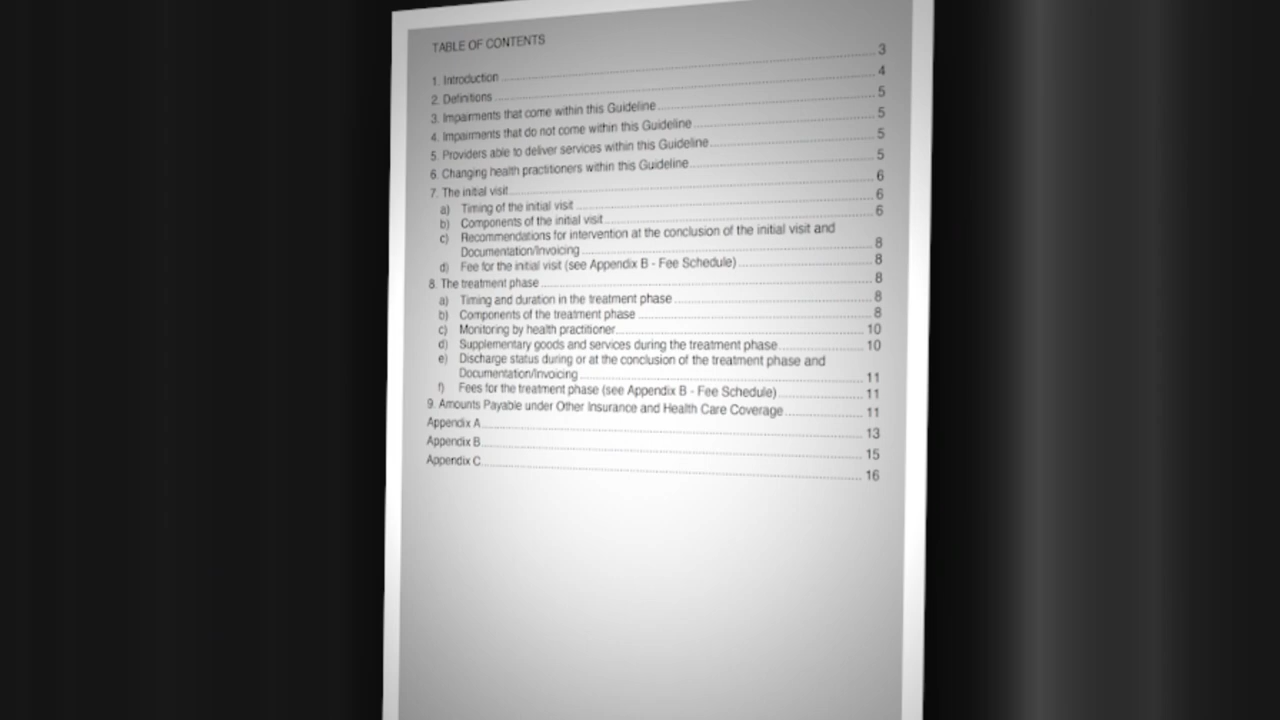 TABLE OF CONTENTS
1. Introduction 3
2. Definitions 4
3. Impairments that come within this Guideline 5
4. Impairments that do not come within this Guideline 5
5. Providers able to deliver services within this Guideline 5
6. Changing health practitioners within this Guideline 5
7. The initial visit 6
a) Timing of the initial visit 6
b) Components of the initial visit 6
c) Recommendations for intervention at the conclusion of the initial visit and
Documentation/Invoicing 8
d) Fee for the initial visit (see Appendix B - Fee Schedule) 8
8. The treatment phase 8
a) Timing and duration in the treatment phase 8
b) Components of the treatment phase 8
c) Monitoring by health practitioner 10
d) Supplementary goods and services during the treatment phase 10
e) Discharge status during or at the conclusion of the treatment phase and
Documentation/Invoicing 11
f) Fees for the treatment phase (see Appendix B - Fee Schedule) 11
9. Amounts Payable under Other Insurance and Health Care Coverage 11
Appendix A 13
Appendix B 15
Appendix C 16